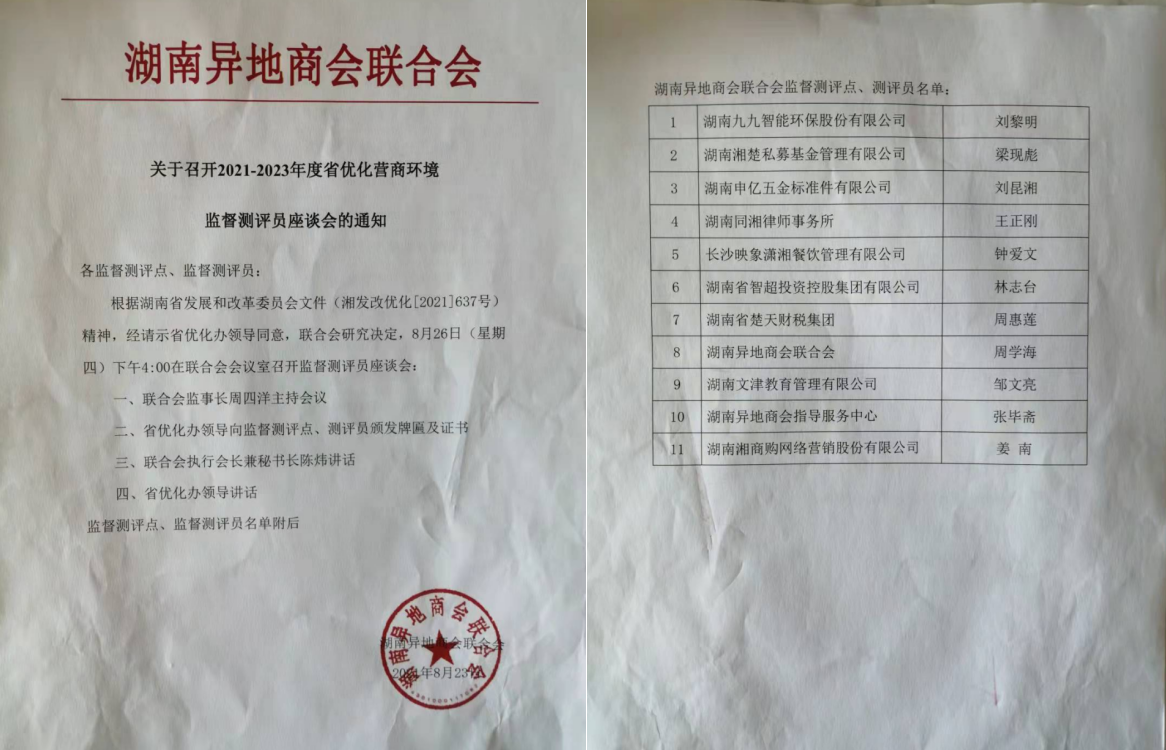 湖南异地商会联合会
关于召开2021-2023年度省优化营商环境
监督测评员座谈会的通知
各监督测评点、监督测评员：
根据湖南省发展和改革委员会文件（湘发改优化[2021]637号）
精神，经请示省优化办领导同意，联合会研究决定，8月26日（星期
四）下午4:00在联合会会议室召开监督测评员座谈会：
一、联合会监事长周四洋主持会议
二、省优化办领导向监督测评点、测评员颁发牌匾及证书
三、联合会执行会长兼秘书长陈炜讲话
四、省优化办领导讲话
监督测评点、监督测评员名单附后
湖南异地商会联合会
湖南异地商会联合会
2021年8月23日
湖南异地商会联合会监督测评点、测评员名单：
1 湖南九九智能环保股份有限公司 刘黎明
2 湖南湘楚私募基金管理有限公司 梁现彪
3 湖南申亿五金标准件有限公司 刘昆湘
4 湖南同湘律师事务所 王正刚
5 长沙映象潇湘餐饮管理有限公司 钟爱文
6 湖南省智超投资控股集团有限公司 林志台
7 湖南省楚天财税集团 周惠莲
8 湖南异地商会联合会 周学海
9 湖南文津教育管理有限公司 邹文亮
10 湖南异地商会指导服务中心 张毕斋
11 湖南湘商购网络营销股份有限公司 姜 南